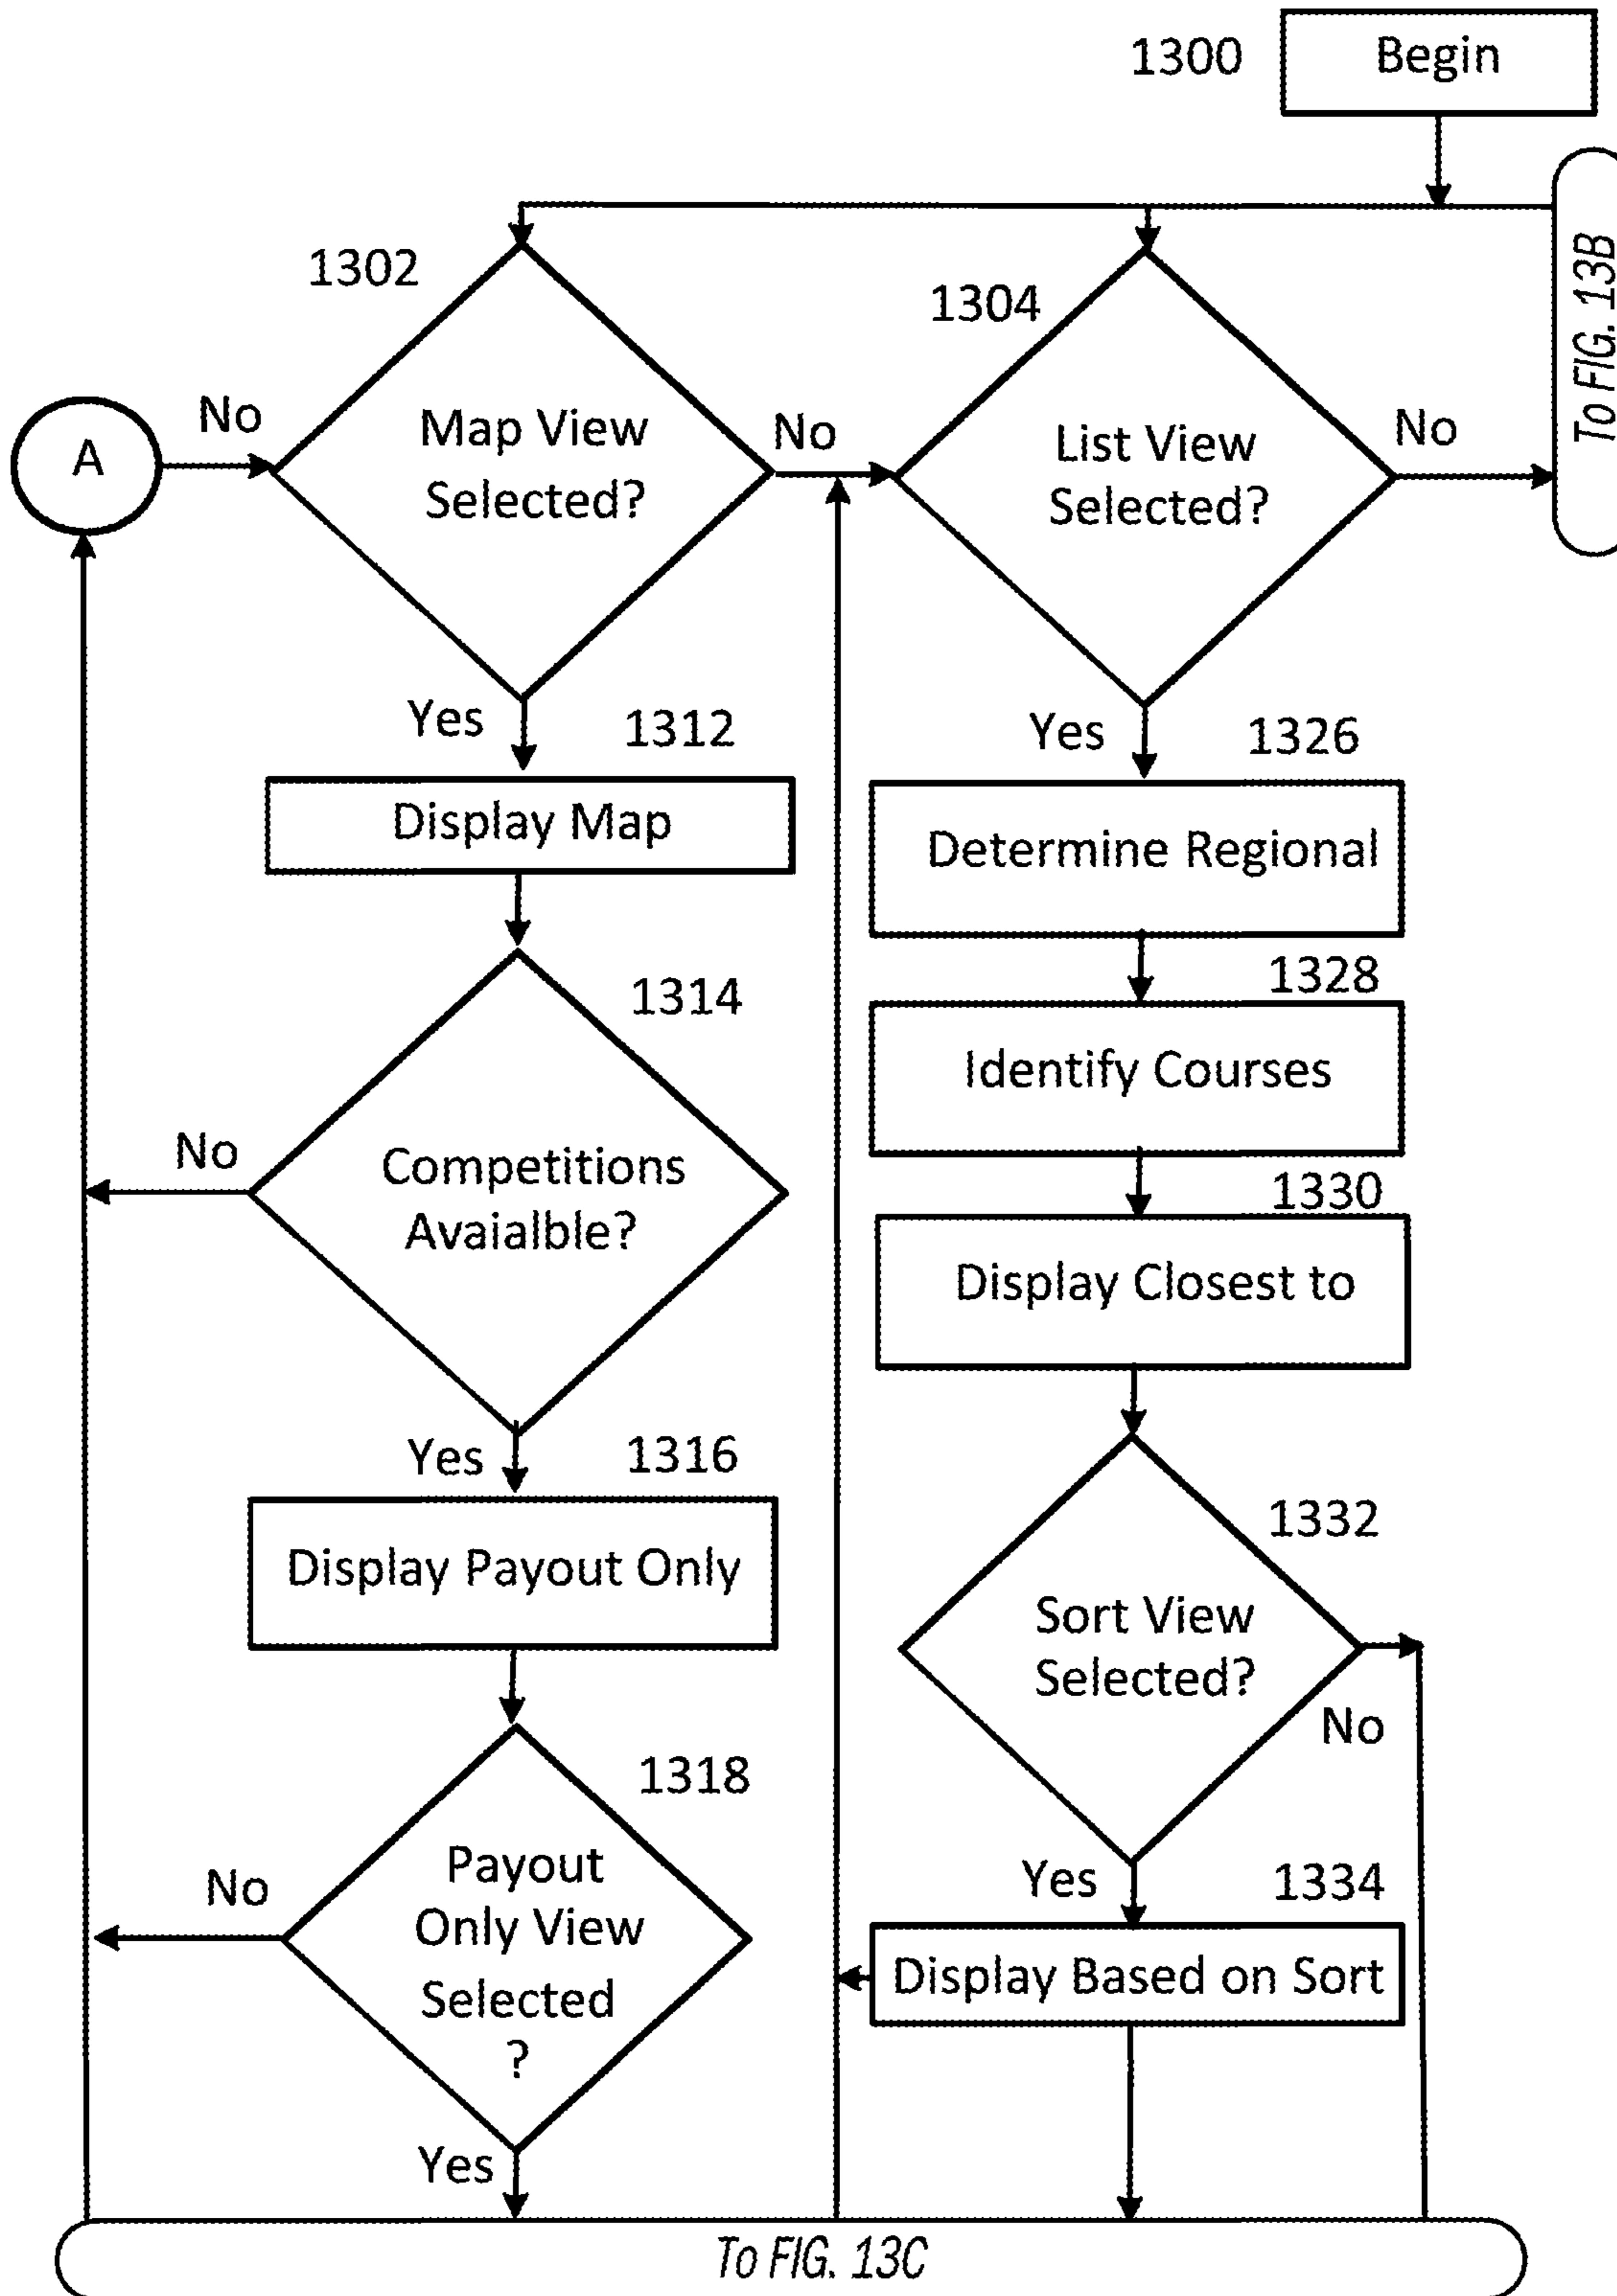 1300
Begin
To FIG. 13B
1302
1304
A
No
Map View
Selected?
No
List View
Selected?
No
Yes
1312
Yes
1326
Display Map
Determine Regional
1314
1328
Identify Courses
No
Competitions
Avaialble?
1330
Display Closest to
Yes
1316
1332
Display Payout Only
Sort View
Selected?
No
1318
Payout
Only View
Selected
?
No
Yes
1334
Display Based on Sort
Yes
To FIG. 13C